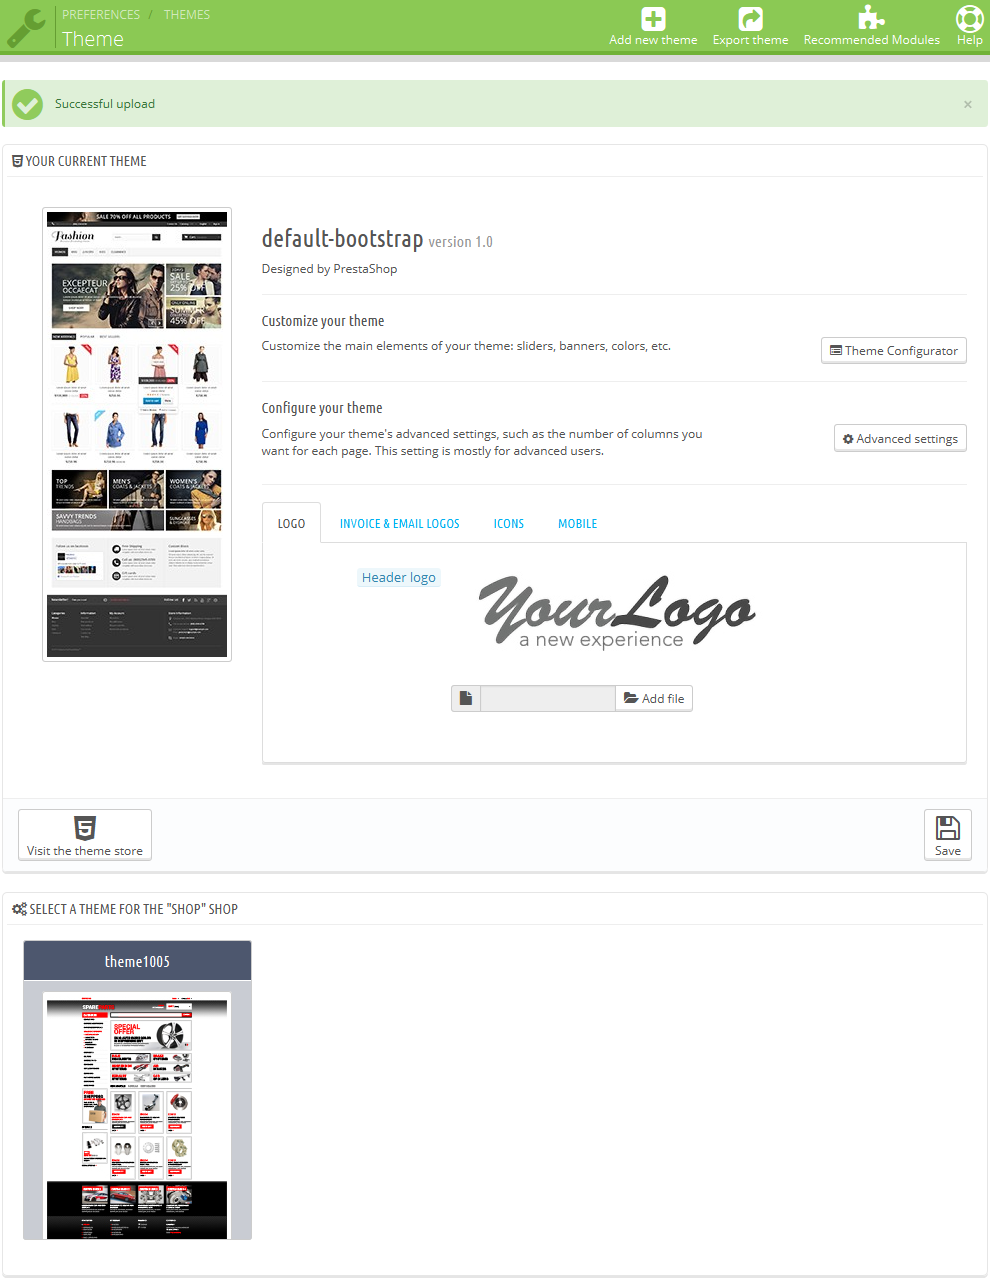 PREFERENCES / THEMES
Theme
Add new theme
Export theme
Recommended Modules
Help
Successful upload
×
YOUR CURRENT THEME
SALE 70% OFF ALL PRODUCTS
Fashion
EXCEPTEUR
OCCAECAT
SALE
25% OFF
SUMMER
45% OFF
TOP
TRENDS
MEN'S
COATS & JACKETS
WOMEN'S
COATS & JACKETS
SAVVY TRENDS
HANDBAGS
SUNGLASSES
& EYEWEAR
default-bootstrap version 1.0
Designed by PrestaShop
Customize your theme
Customize the main elements of your theme: sliders, banners, colors, etc.
Theme Configurator
Configure your theme
Configure your theme's advanced settings, such as the number of columns you
want for each page. This setting is mostly for advanced users.
Advanced settings
LOGO
INVOICE & EMAIL LOGOS
ICONS
MOBILE
Header logo
YourLogo
a new experience
Add file
Visit the theme store
Save
SELECT A THEME FOR THE "SHOP" SHOP
theme1005
SPECIAL
OFFER